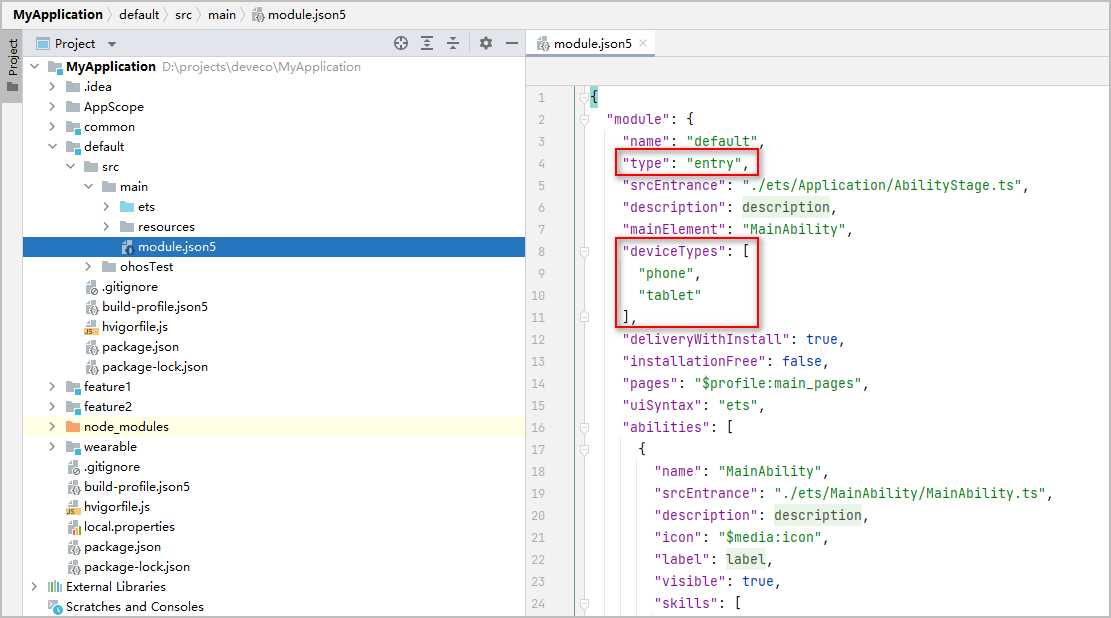 MyApplication default src main module.json5
Project
Project
MyApplication D:\projects\deveco\MyApplication
.idea
AppScope
common
default
src
main
ets
resources
module.json5
ohosTest
.gitignore
build-profile.json5
hvigorfile.js
package.json
package-lock.json
feature1
feature2
node_modules
wearable
.gitignore
build-profile.json5
hvigorfile.js
local.properties
package.json
package-lock.json
External Libraries
Scratches and Consoles
module.json5
1 {
2 "module": {
3 "name": "default",
4 "type": "entry",
5 "srcEntrance": "./ets/Application/AbilityStage.ts",
6 "description": description,
7 "mainElement": "MainAbility",
8 "deviceTypes": [
9 "phone",
10 "tablet"
11 ],
12 "deliveryWithInstall": true,
13 "installationFree": false,
14 "pages": "$profile:main_pages",
15 "uiSyntax": "ets",
16 "abilities": [
17 {
18 "name": "MainAbility",
19 "srcEntrance": "./ets/MainAbility/MainAbility.ts",
20 "description": description,
21 "icon": "$media:icon",
22 "label": label,
23 "visible": true,
24 "skills": [